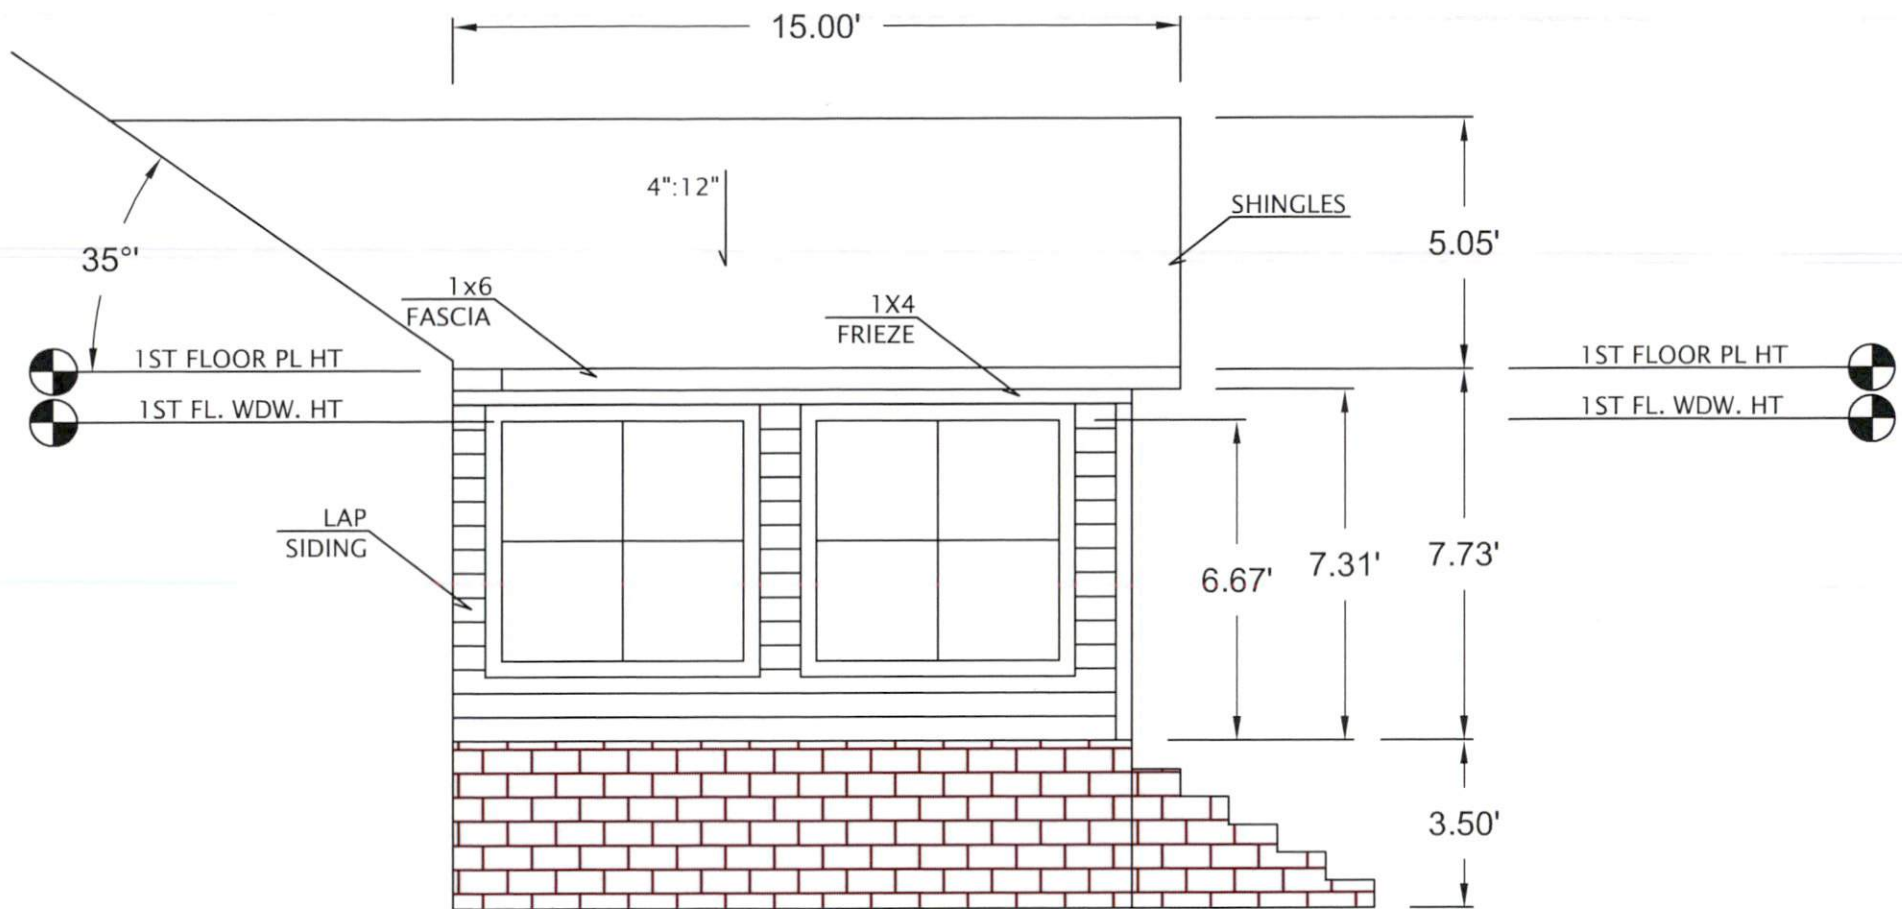 15.00'
4":12"
SHINGLES
5.05'
35°'
1x6
FASCIA
1X4
FRIEZE
1ST FLOOR PL HT
1ST FLOOR PL HT
1ST FL. WDW. HT
1ST FL. WDW. HT
LAP
SIDING
6.67'
7.31'
7.73'
3.50'